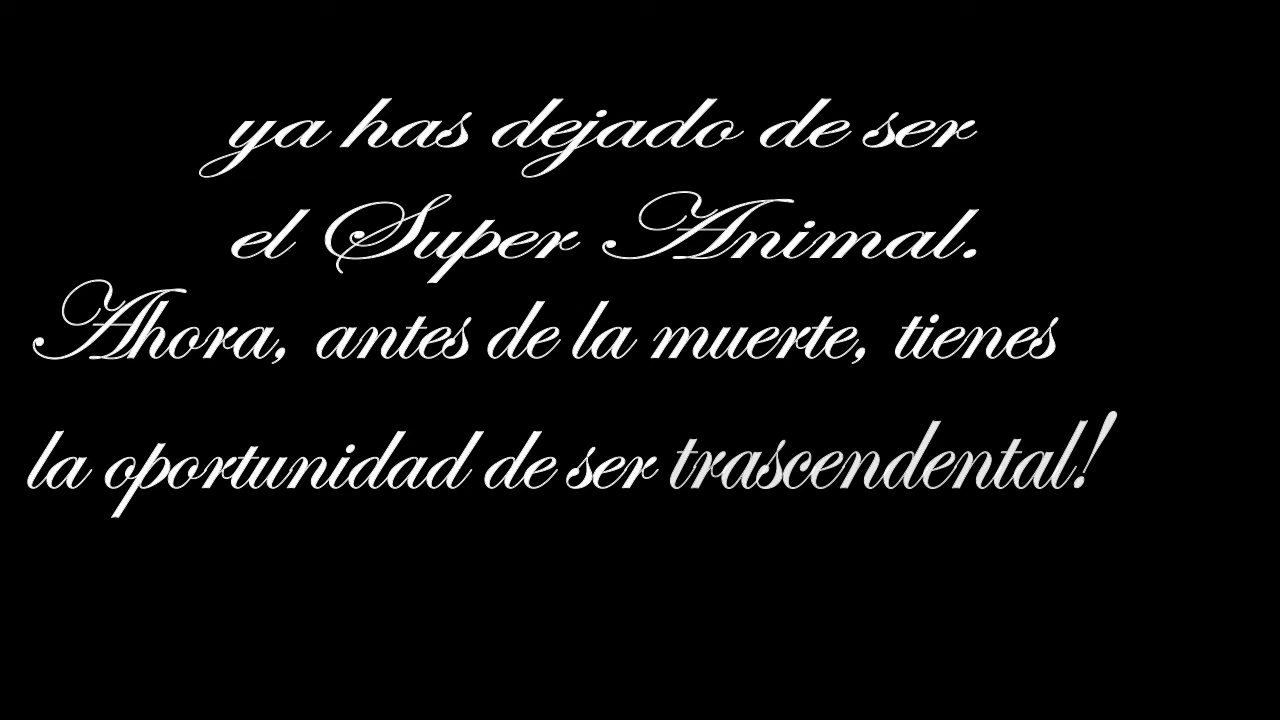 ya has dejado de ser
el Super Animal.
Ahora, antes de la muerte, tienes
la oportunidad de ser trascendental!